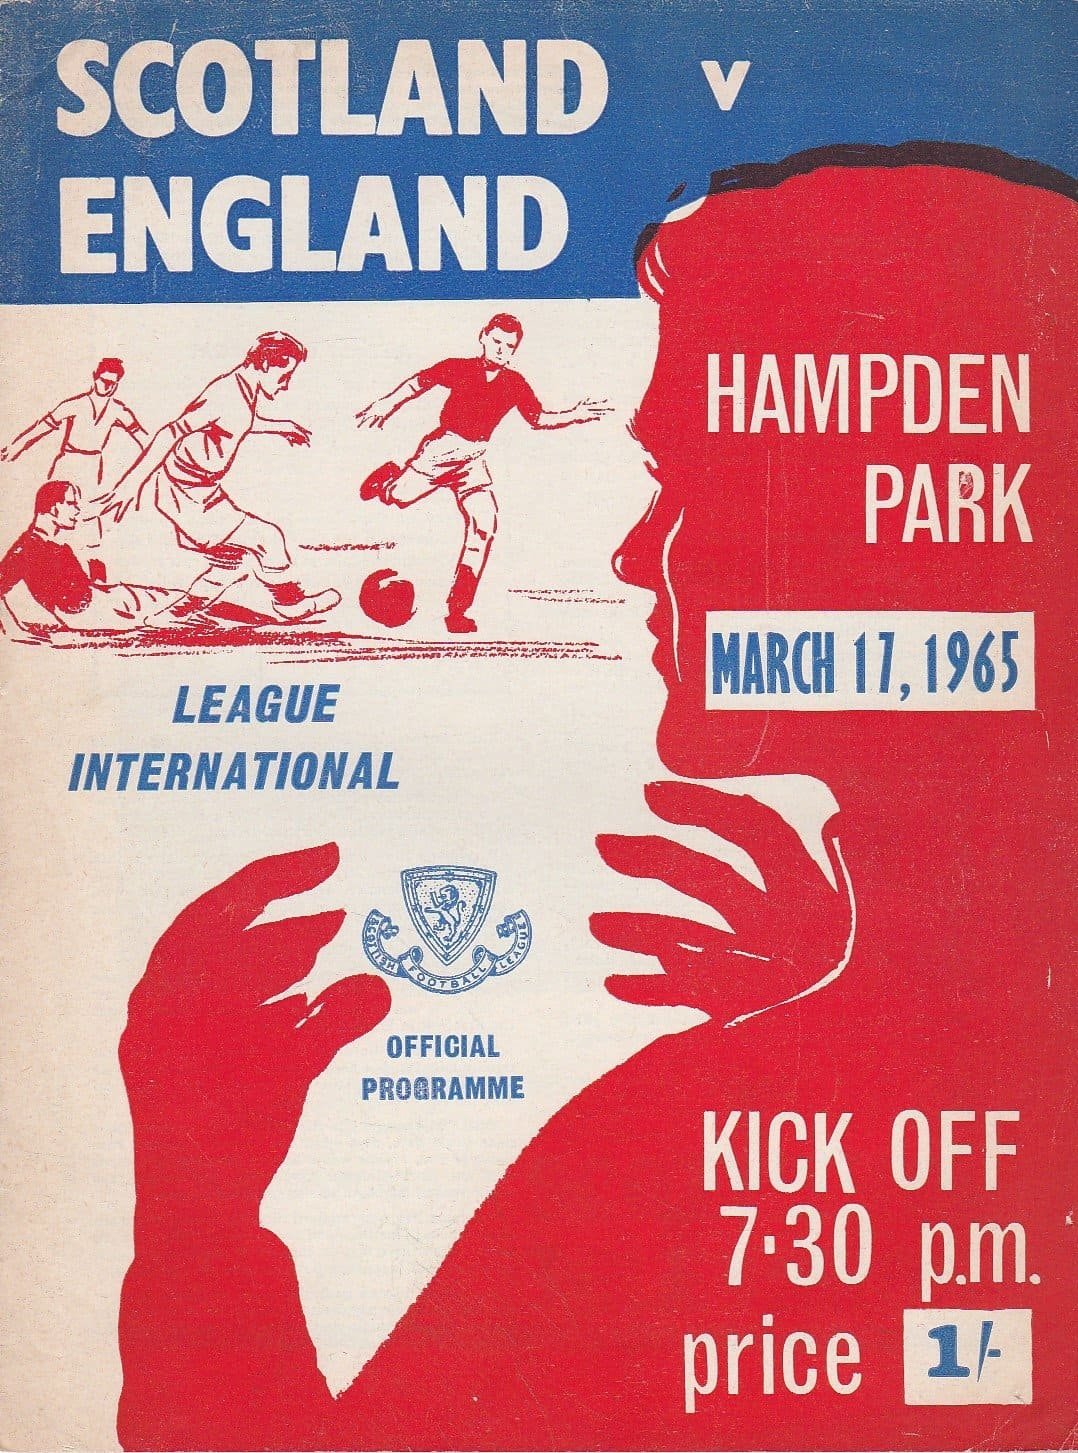 SCOTLAND v
ENGLAND
HAMPDEN
PARK
MARCH 17, 1965
LEAGUE
INTERNATIONAL
SCOTTISH FOOTBALL LEAGUE
OFFICIAL
PROGRAMME
KICK OFF
7·30 p.m.
price 1/-